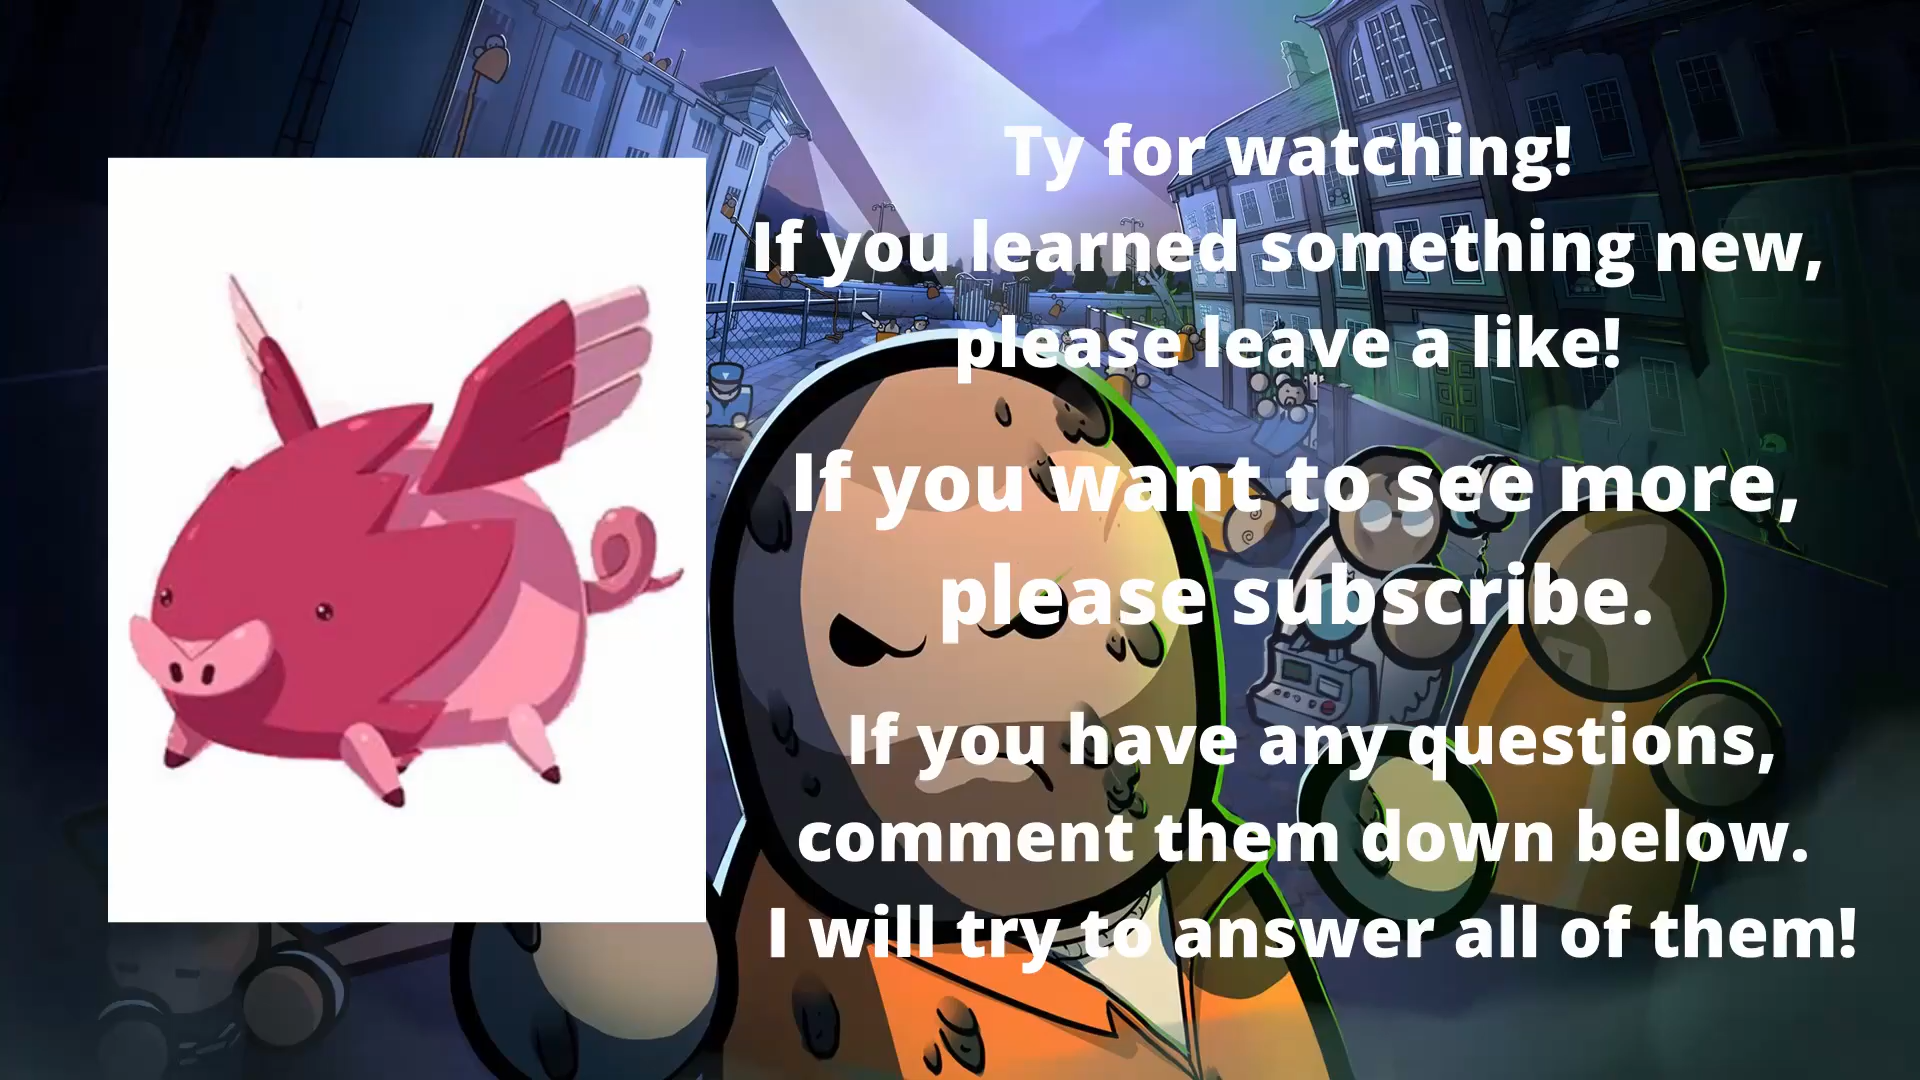 Ty for watching!
If you learned something new,
please leave a like!
If you want to see more,
please subscribe.
If you have any questions,
comment them down below.
I will try to answer all of them!